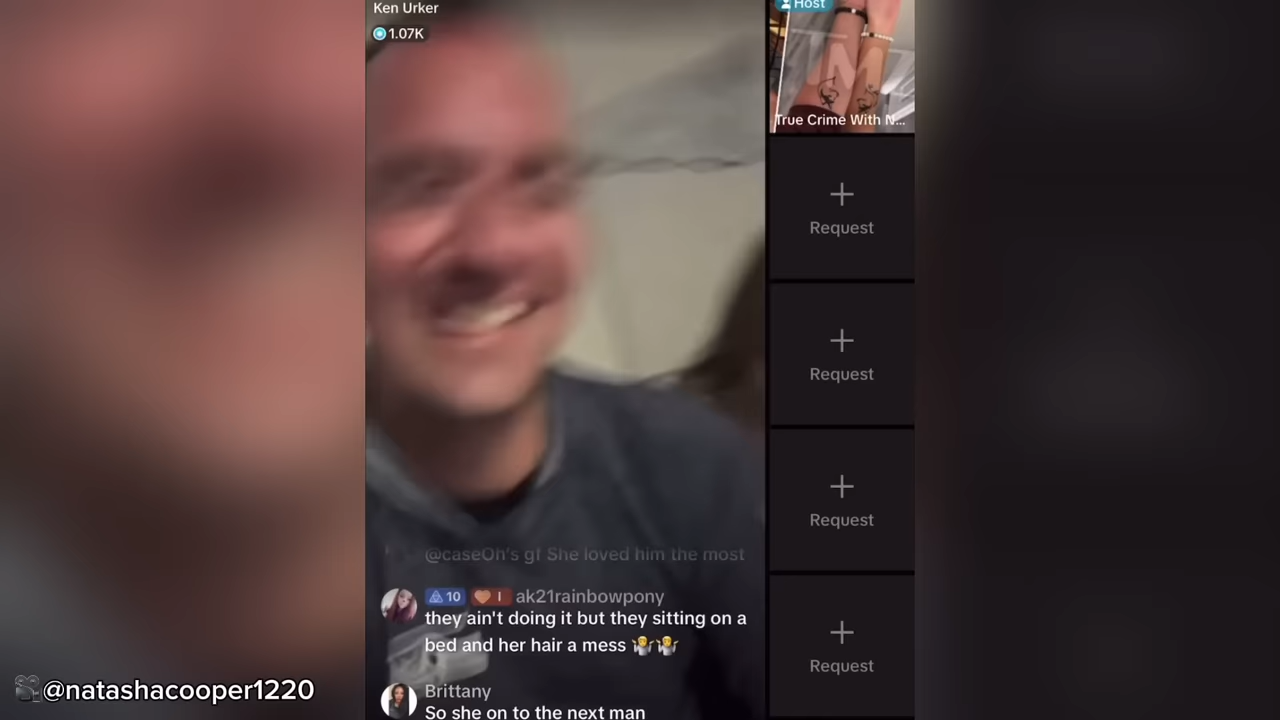 Ken Urker
1.07K
Host
True Crime With N...
Request
Request
Request
Request
@caseOh's gf She loved him the most
10 I ak21rainbowpony
they ain't doing it but they sitting on a
bed and her hair a mess 🤷‍♀️🤷‍♀️
Brittany
So she on to the next man
@natashacooper1220